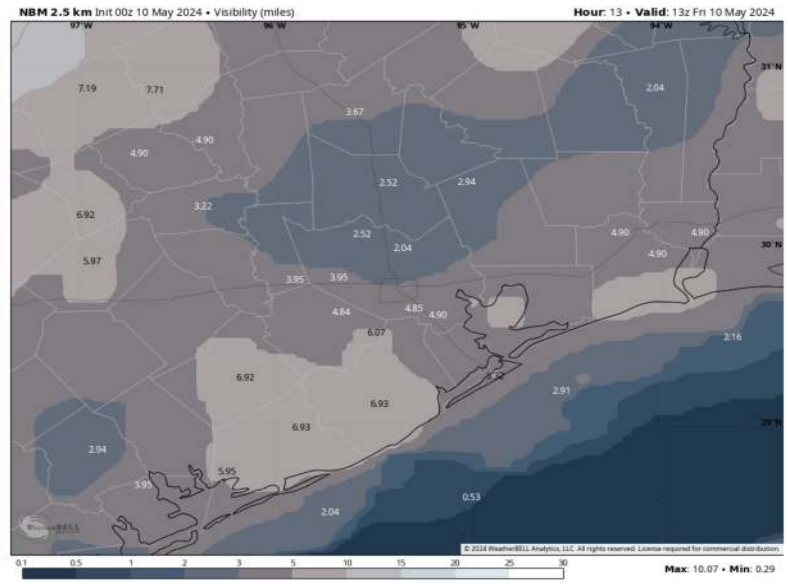 NBM 2.5 km Init 00z 10 May 2024 • Visibility (miles) Hour: 13 • Valid: 13z Fri 10 May 2024
97°W 96°W 95°W 94°W
31°N
7.19 7.71 2.04
3.67
4.90 4.90
2.52 2.94
3.22
6.92
2.52 4.90 4.90
2.04 30°N
4.90
5.97
3.95 3.95
4.84 4.85 4.90
6.07
2.16
6.92
2.91
6.93
6.93 29°N
2.94
5.95
3.95
0.53
2.04
WeatherBELL
© 2024 WeatherBELL Analytics, LLC. All rights reserved. License required for commercial distribution.
0.1 0.5 1 2 3 5 10 15 20 25 30
Max: 10.07 • Min: 0.29